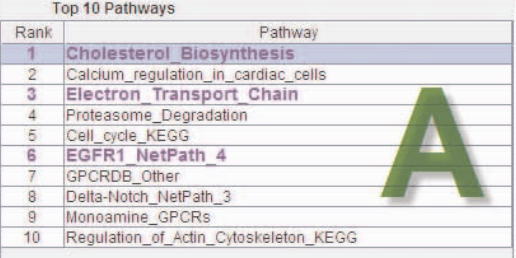 Top 10 Pathways
Rank Pathway
1 Cholesterol_Biosynthesis
2 Calcium_regulation_in_cardiac_cells
3 Electron_Transport_Chain
4 Proteasome_Degradation
5 Cell_cycle_KEGG
6 EGFR1_NetPath_4
7 GPCRDB_Other
8 Delta-Notch_NetPath_3
9 Monoamine_GPCRs
10 Regulation_of_Actin_Cytoskeleton_KEGG
A